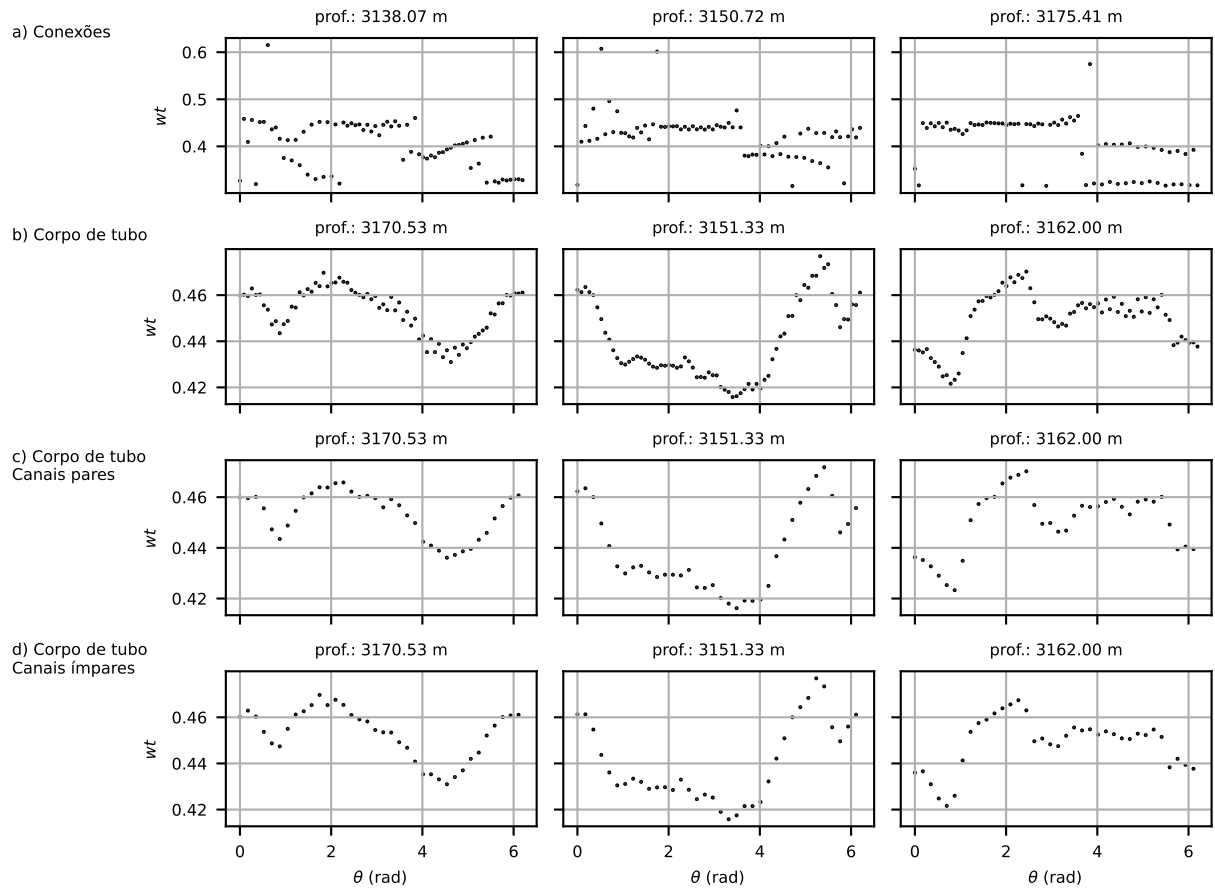 a) Conexões
prof.: 3138.07 m
prof.: 3150.72 m
prof.: 3175.41 m
wt
0.6
0.5
0.4
b) Corpo de tubo
prof.: 3170.53 m
prof.: 3151.33 m
prof.: 3162.00 m
wt
0.46
0.44
0.42
c) Corpo de tubo
Canais pares
prof.: 3170.53 m
prof.: 3151.33 m
prof.: 3162.00 m
wt
0.46
0.44
0.42
d) Corpo de tubo
Canais ímpares
prof.: 3170.53 m
prof.: 3151.33 m
prof.: 3162.00 m
wt
0.46
0.44
0.42
0 2 4 6
0 2 4 6
0 2 4 6
θ (rad)
θ (rad)
θ (rad)